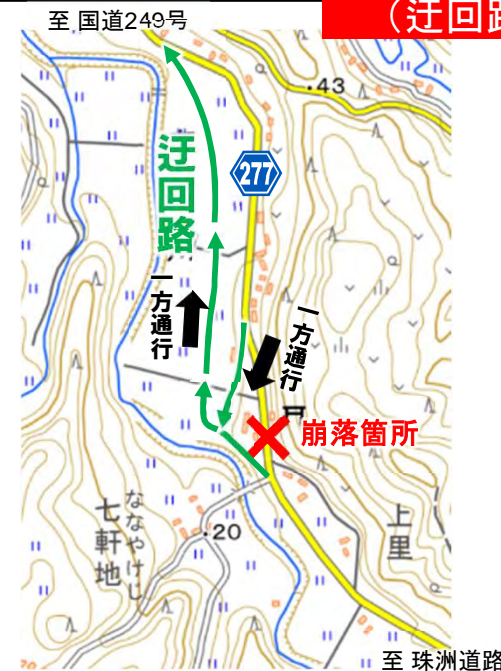 至 国道249号
(迂回路
43
277
迂回路
一方通行
一方通行
崩落箇所
ななやけじ
七軒地
20
上里
至 珠洲道路